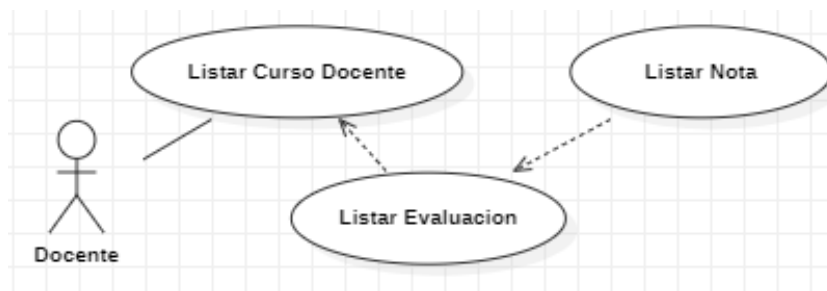 Listar Curso Docente
Listar Nota
Listar Evaluacion
Docente